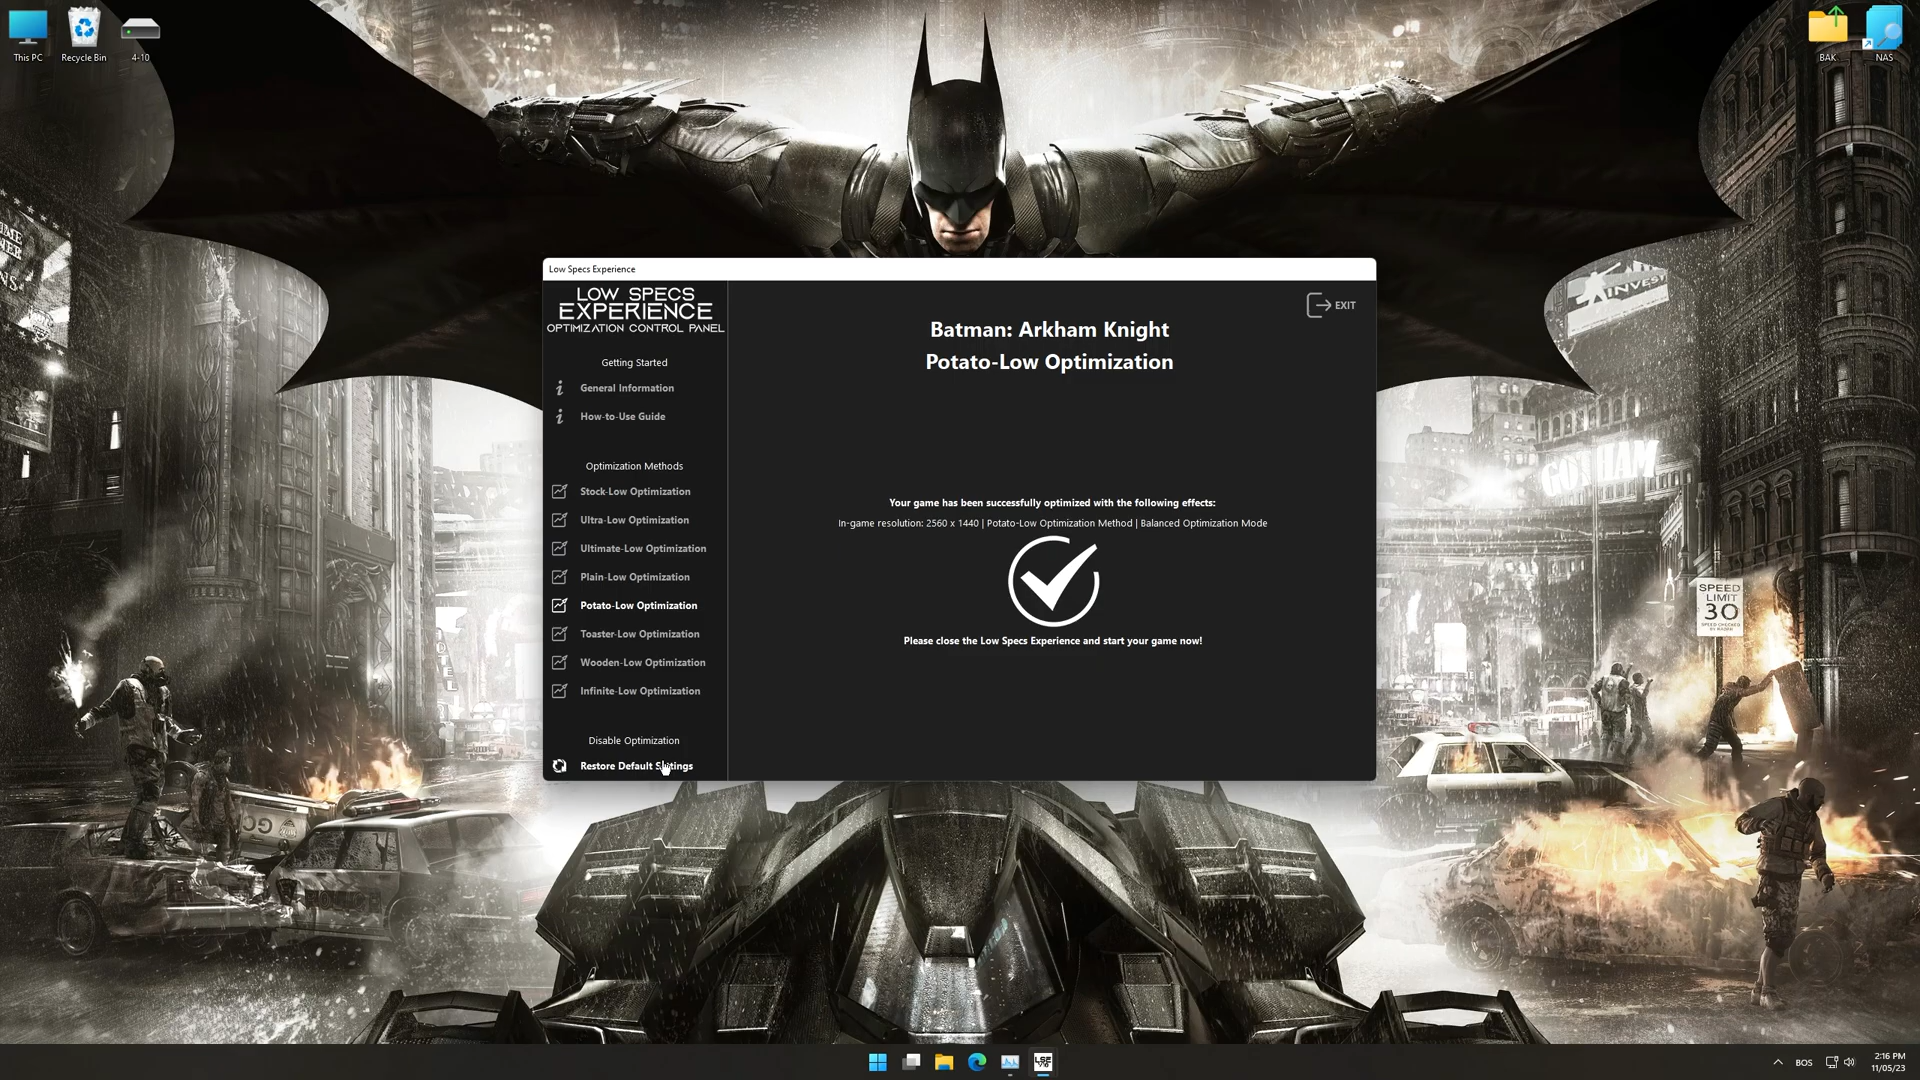 This PC
Recycle Bin
4-10
BAK
NAS
INVEST
GOTHAM
SPEED
LIMIT
30
Low Specs Experience
LOW SPECS
EXPERIENCE
OPTIMIZATION CONTROL PANEL
Getting Started
General Information
How-to-Use Guide
Optimization Methods
Stock-Low Optimization
Ultra-Low Optimization
Ultimate-Low Optimization
Plain-Low Optimization
Potato-Low Optimization
Toaster-Low Optimization
Wooden-Low Optimization
Infinite-Low Optimization
Disable Optimization
Restore Default Settings
EXIT
Batman: Arkham Knight
Potato-Low Optimization
Your game has been successfully optimized with the following effects:
In-game resolution: 2560 x 1440 | Potato-Low Optimization Method | Balanced Optimization Mode
Please close the Low Specs Experience and start your game now!
LSE
BOS
2:16 PM
11/05/23